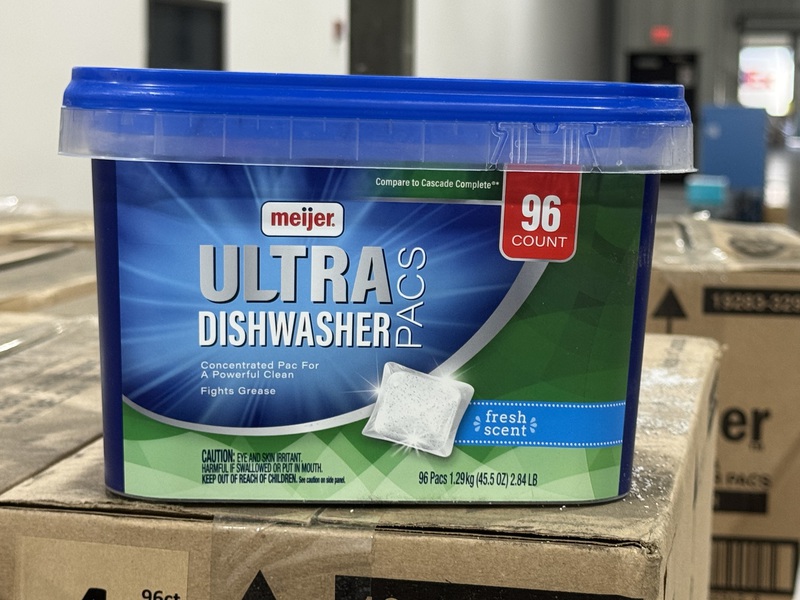 Compare to Cascade Complete®*
96
COUNT
meijer
ULTRA
DISHWASHER
PACS
Concentrated Pac For
A Powerful Clean
Fights Grease
fresh
scent
CAUTION: EYE AND SKIN IRRITANT.
HARMFUL IF SWALLOWED OR PUT IN MOUTH.
KEEP OUT OF REACH OF CHILDREN. See caution on side panel.
96 Pacs 1.29 kg (45.5 OZ) 2.84 LB
er
PACS
96ct